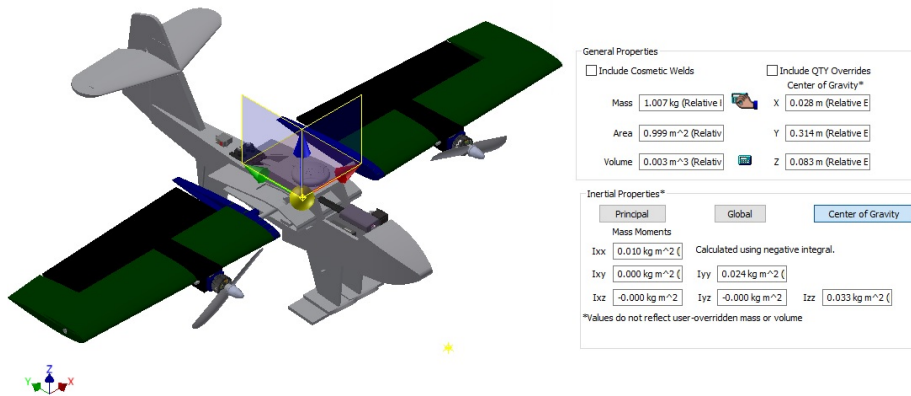 General Properties
Include Cosmetic Welds
Include QTY Overrides
Center of Gravity*
Mass 1.007 kg (Relative I X 0.028 m (Relative E
Area 0.999 m^2 (Relativ Y 0.314 m (Relative E
Volume 0.003 m^3 (Relativ Z 0.083 m (Relative E
Inertial Properties*
Principal Global Center of Gravity
Mass Moments
Ixx 0.010 kg m^2 ( Calculated using negative integral.
Ixy 0.000 kg m^2 ( Iyy 0.024 kg m^2 (
Ixz -0.000 kg m^2 Iyz -0.000 kg m^2 Izz 0.033 kg m^2 (
*Values do not reflect user-overridden mass or volume
Z
Y X